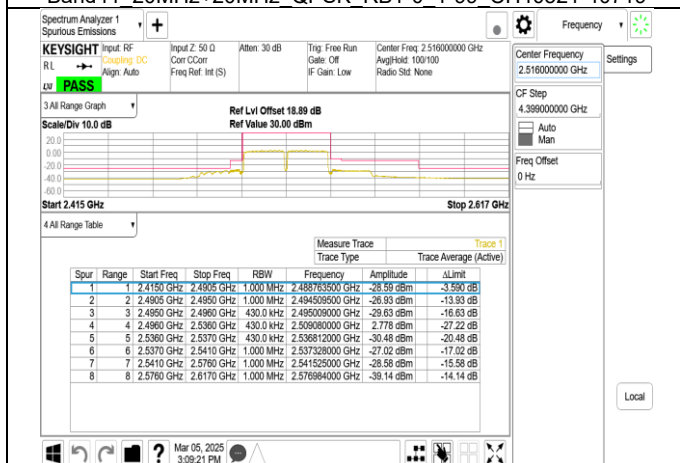 Spectrum Analyzer 1
Spurious Emissions
Frequency
KEYSIGHT
RL
LXI
PASS
Input: RF
Coupling: DC
Align: Auto
Input Z: 50 Ω
Corr CCorr
Freq Ref: Int (S)
Atten: 30 dB
Trig: Free Run
Gate: Off
IF Gain: Low
Center Freq: 2.516000000 GHz
Avg|Hold: 100/100
Radio Std: None
Center Frequency
2.516000000 GHz
Settings
CF Step
4.399000000 GHz
Auto
Man
Freq Offset
0 Hz
3 All Range Graph
Scale/Div 10.0 dB
Ref Lvl Offset 18.89 dB
Ref Value 30.00 dBm
20.0
0.00
-20.0
-40.0
-60.0
Start 2.415 GHz
Stop 2.617 GHz
4 All Range Table
Measure Trace Trace 1
Trace Type Trace Average (Active)
Spur Range Start Freq Stop Freq RBW Frequency Amplitude ΔLimit
1 1 2.4150 GHz 2.4905 GHz 1.000 MHz 2.488763500 GHz -28.59 dBm -3.590 dB
2 2 2.4905 GHz 2.4950 GHz 1.000 MHz 2.494509500 GHz -26.93 dBm -13.93 dB
3 3 2.4950 GHz 2.4960 GHz 430.0 kHz 2.495009000 GHz -29.63 dBm -16.63 dB
4 4 2.4960 GHz 2.5360 GHz 430.0 kHz 2.509080000 GHz 2.778 dBm -27.22 dB
5 5 2.5360 GHz 2.5370 GHz 430.0 kHz 2.536812000 GHz -30.48 dBm -20.48 dB
6 6 2.5370 GHz 2.5410 GHz 1.000 MHz 2.537328000 GHz -27.02 dBm -17.02 dB
7 7 2.5410 GHz 2.5760 GHz 1.000 MHz 2.541525000 GHz -28.58 dBm -15.58 dB
8 8 2.5760 GHz 2.6170 GHz 1.000 MHz 2.576984000 GHz -39.14 dBm -14.14 dB
Local
Mar 05, 2025
3:09:21 PM